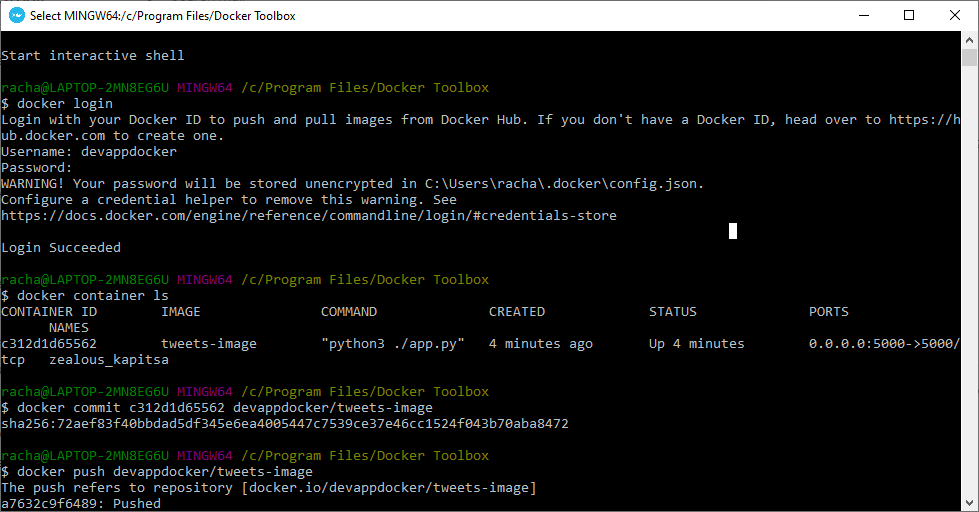 Select MINGW64:/c/Program Files/Docker Toolbox
Start interactive shell
racha@LAPTOP-2MN8EG6U MINGW64 /c/Program Files/Docker Toolbox
$ docker login
Login with your Docker ID to push and pull images from Docker Hub. If you don't have a Docker ID, head over to https://h
ub.docker.com to create one.
Username: devappdocker
Password:
WARNING! Your password will be stored unencrypted in C:\Users\racha\.docker\config.json.
Configure a credential helper to remove this warning. See
https://docs.docker.com/engine/reference/commandline/login/#credentials-store
Login Succeeded
racha@LAPTOP-2MN8EG6U MINGW64 /c/Program Files/Docker Toolbox
$ docker container ls
CONTAINER ID        IMAGE               COMMAND              CREATED             STATUS              PORTS
      NAMES
c312d1d65562        tweets-image        "python3 ./app.py"   4 minutes ago       Up 4 minutes        0.0.0.0:5000->5000/
tcp   zealous_kapitsa
racha@LAPTOP-2MN8EG6U MINGW64 /c/Program Files/Docker Toolbox
$ docker commit c312d1d65562 devappdocker/tweets-image
sha256:72aef83f40bbdad5df345e6ea4005447c7539ce37e46cc1524f043b70aba8472
racha@LAPTOP-2MN8EG6U MINGW64 /c/Program Files/Docker Toolbox
$ docker push devappdocker/tweets-image
The push refers to repository [docker.io/devappdocker/tweets-image]
a7632c9f6489: Pushed